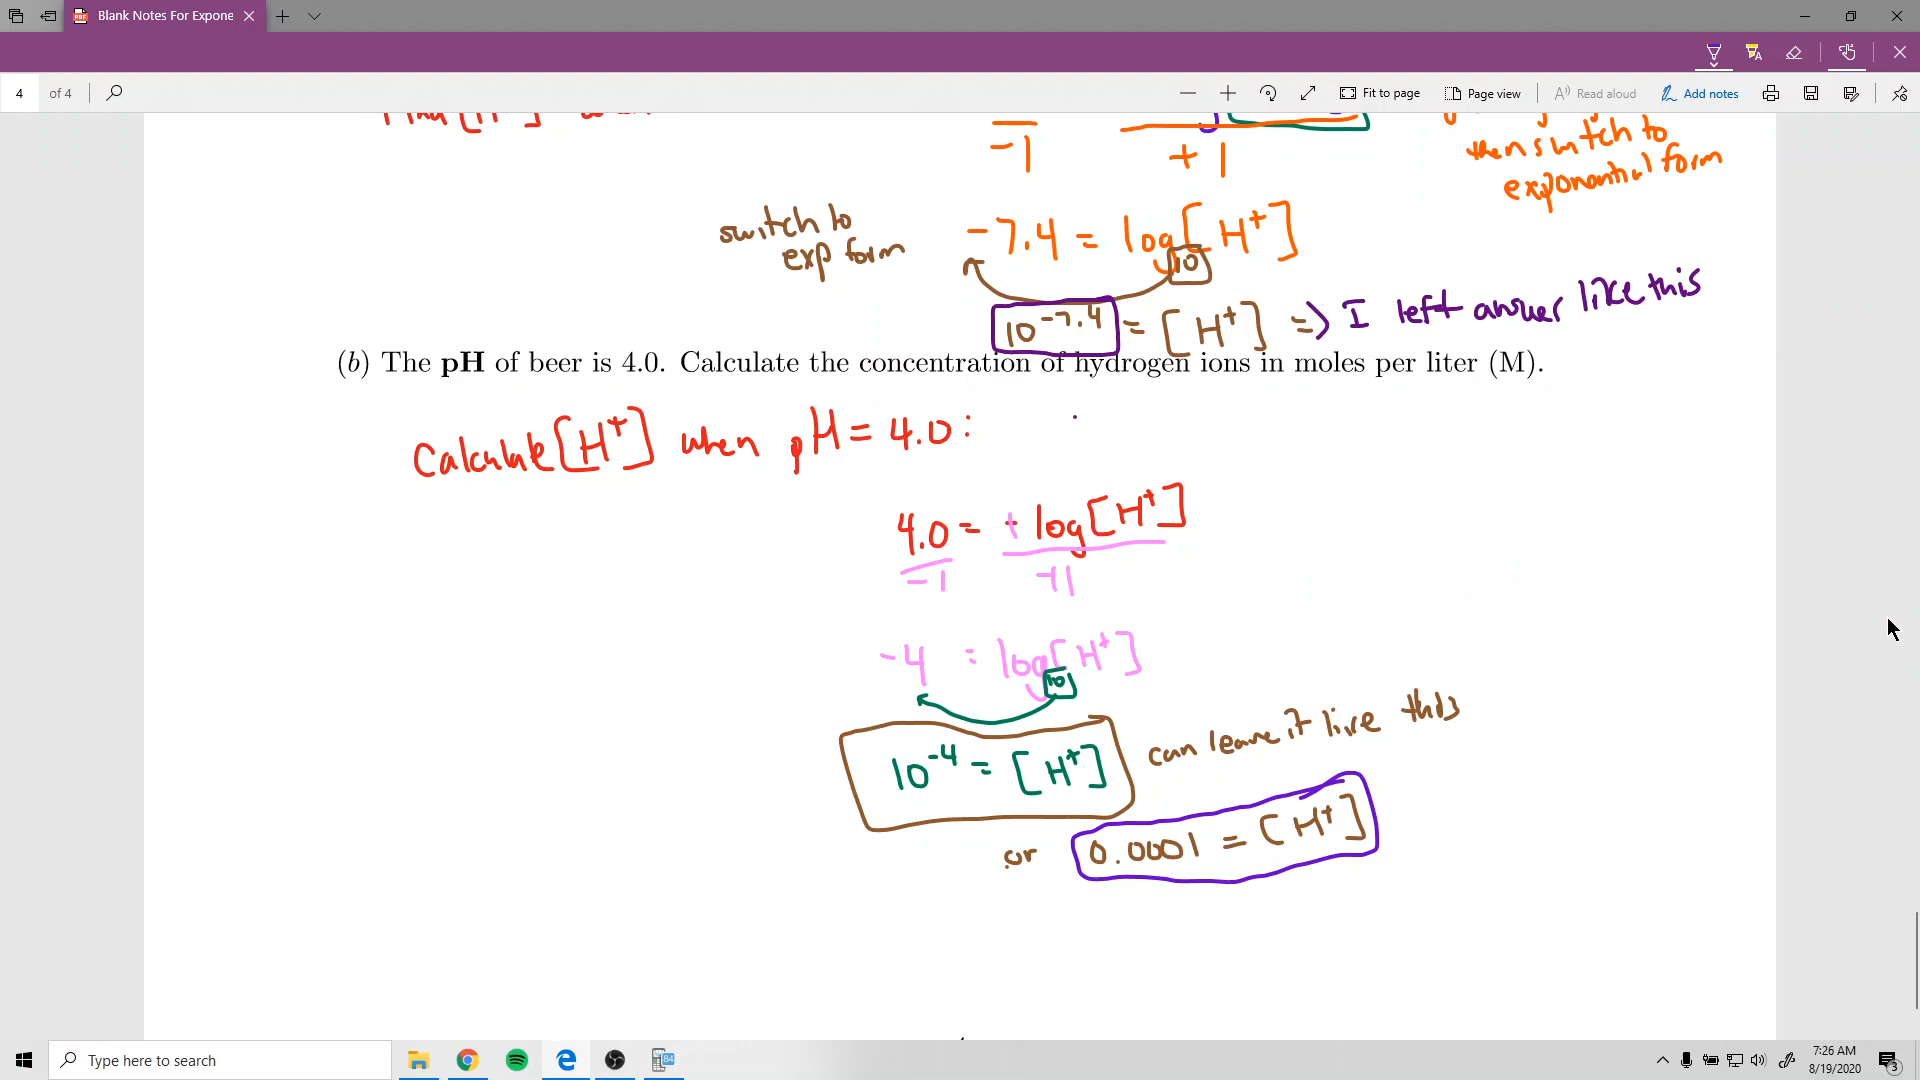 Blank Notes For Expone
4 of 4
Fit to page
Page view
Read aloud
Add notes
Find [H+]
-1 +1
then switch to
exponential form
switch to
exp form
-7.4 = log[H+]
10
10^-7.4 = [H+] => I left answer like this
(b) The pH of beer is 4.0. Calculate the concentration of hydrogen ions in moles per liter (M).
Calculate [H+] when pH = 4.0:
4.0 = + log[H+]
-1 +1
-4 = log[H+]
10
10^-4 = [H+]
can leave it like this
or 0.0001 = [H+]
Type here to search
84
7:26 AM
8/19/2020
3